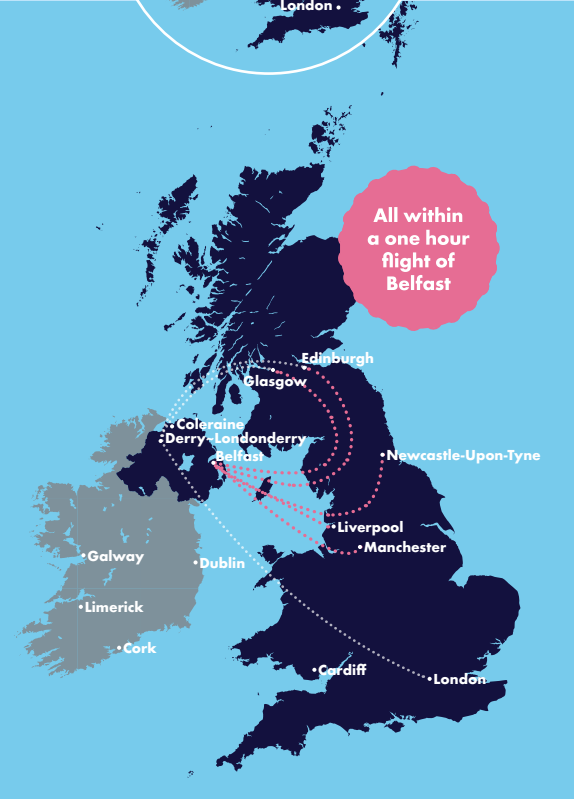 London
All within
a one hour
flight of
Belfast
Edinburgh
Glasgow
Coleraine
Derry~Londonderry
Belfast
Newcastle-Upon-Tyne
Liverpool
Manchester
Galway
Dublin
Limerick
Cork
Cardiff
London